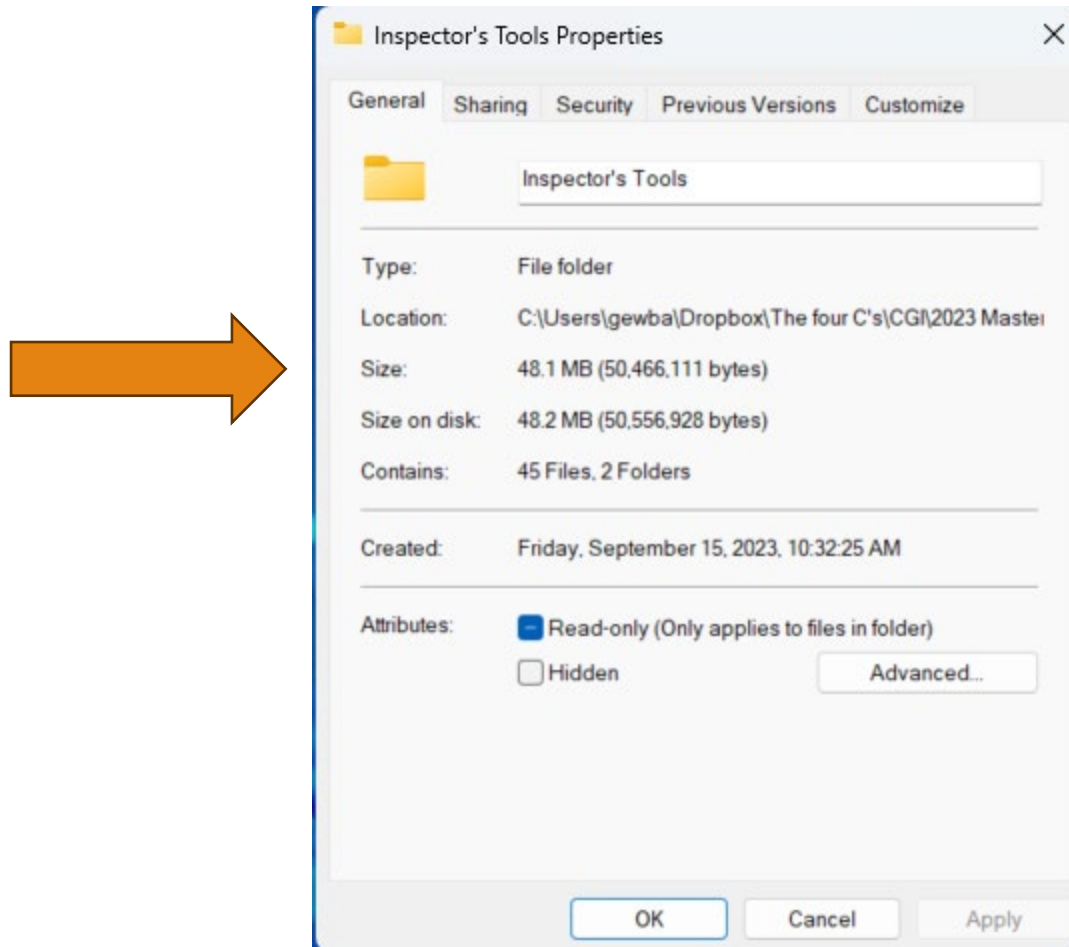 Inspector's Tools Properties
General Sharing Security Previous Versions Customize
Inspector's Tools
Type: File folder
Location: C:\Users\gewba\Dropbox\The four C's\CGI\2023 Master
Size: 48.1 MB (50,466,111 bytes)
Size on disk: 48.2 MB (50,556,928 bytes)
Contains: 45 Files, 2 Folders
Created: Friday, September 15, 2023, 10:32:25 AM
Attributes: Read-only (Only applies to files in folder)
Hidden Advanced...
OK Cancel Apply